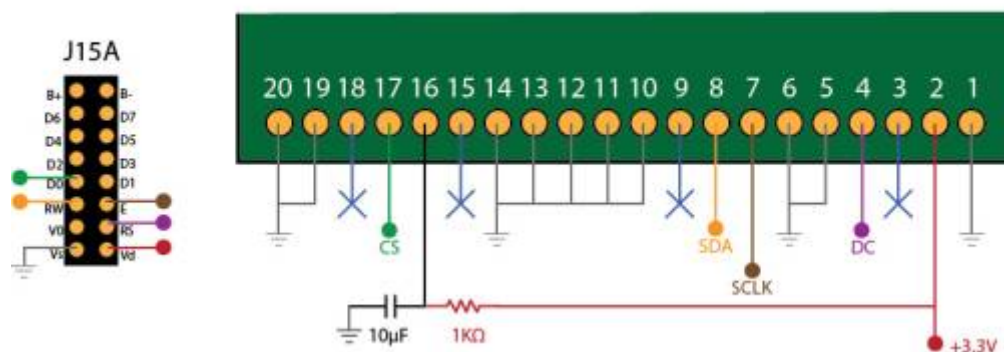 J15A
B+ B-
D6 D7
D4 D5
D2 D3
D0 D1
RW E
V0 RS
Vs Vd
20 19 18 17 16 15 14 13 12 11 10 9 8 7 6 5 4 3 2 1
CS SDA DC
SCLK
10µF 1KΩ +3.3V